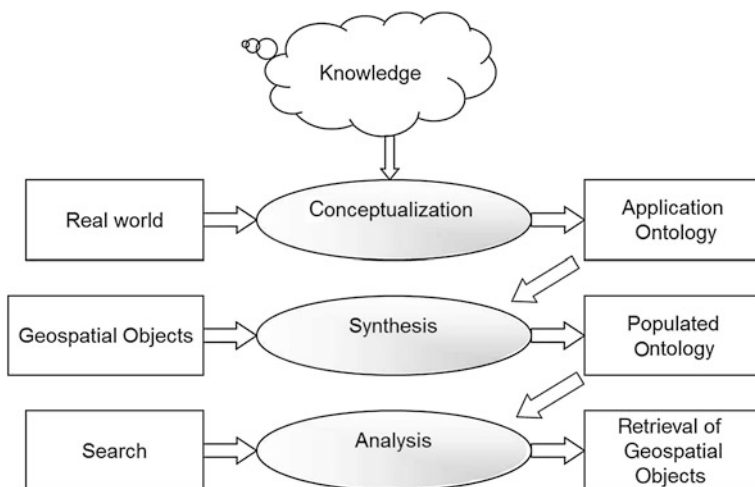 Knowledge
Real world
Conceptualization
Application
Ontology
Geospatial Objects
Synthesis
Populated
Ontology
Search
Analysis
Retrieval of
Geospatial
Objects